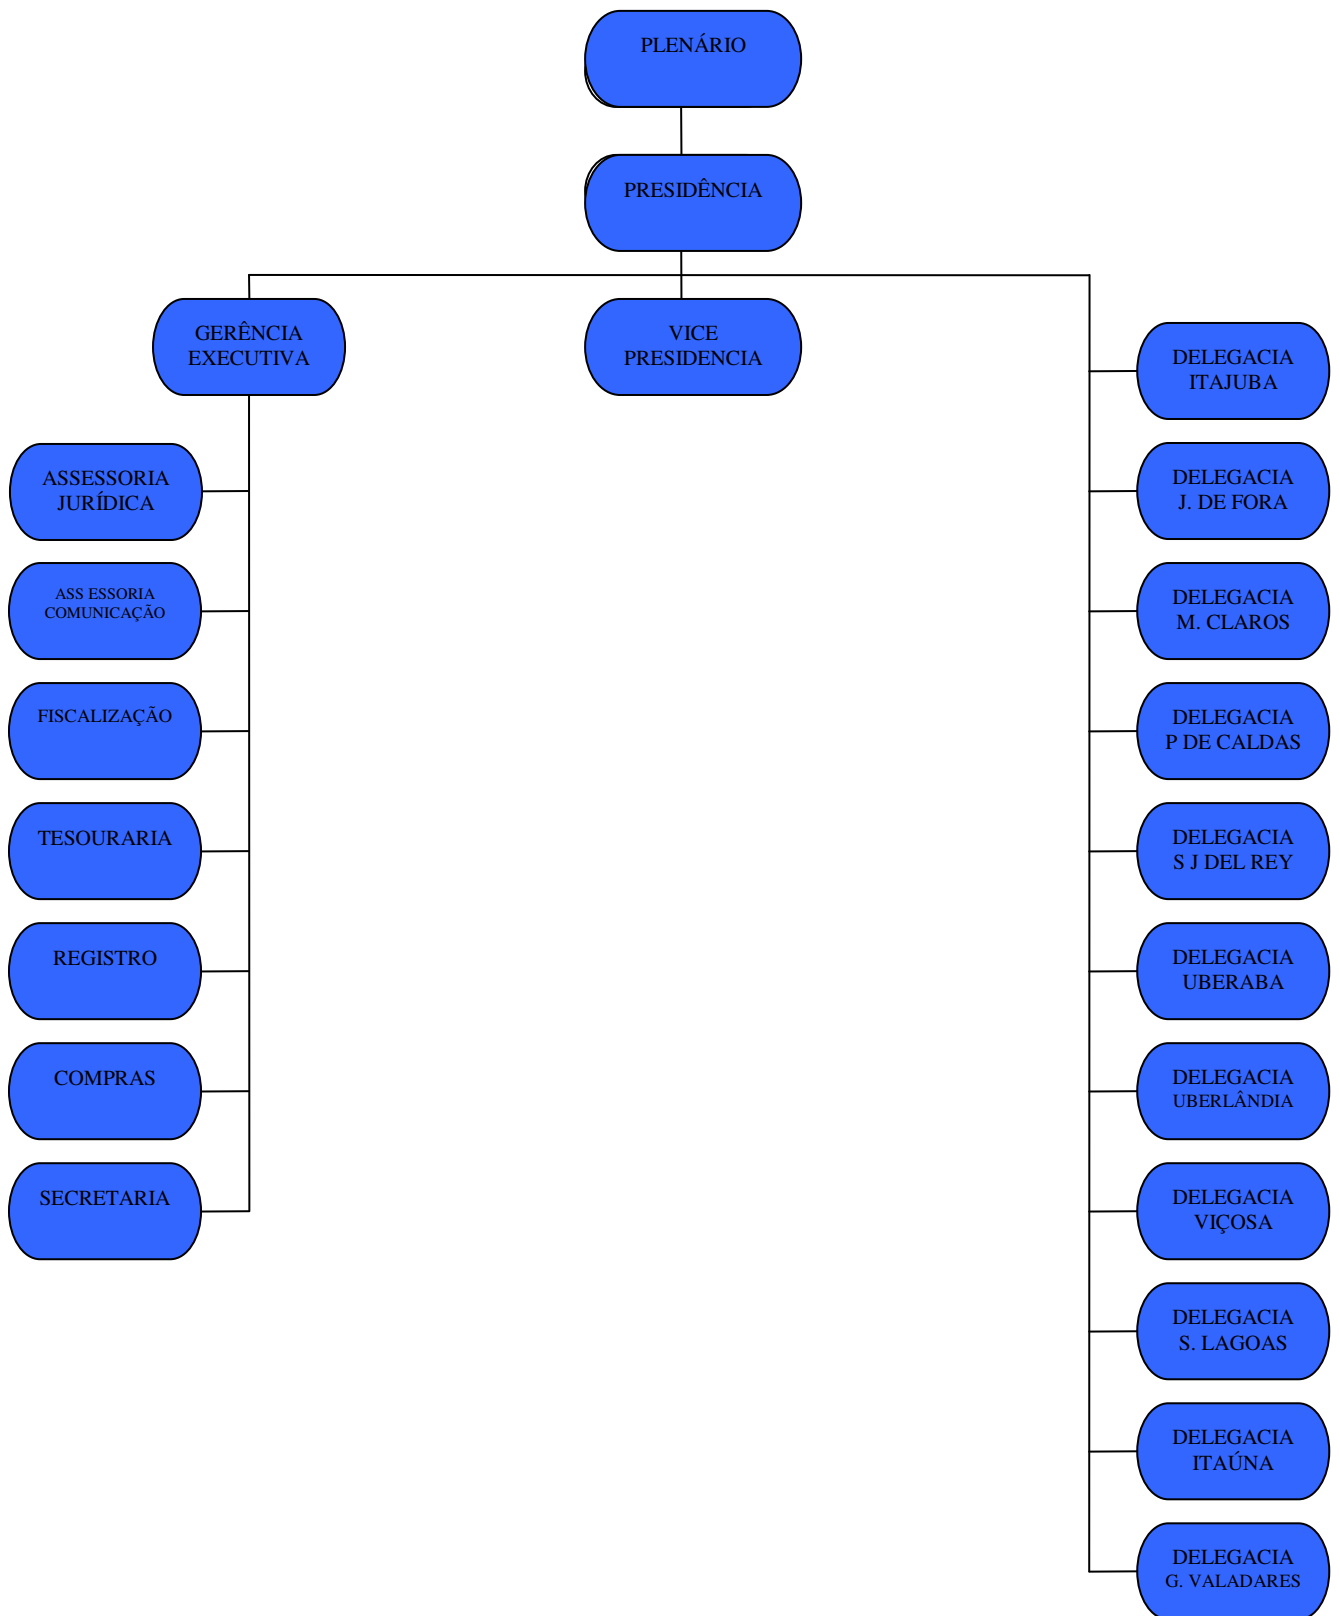 PLENÁRIO
PRESIDÊNCIA
GERÊNCIA
EXECUTIVA
VICE
PRESIDENCIA
ASSESSORIA
JURÍDICA
ASS ESSORIA
COMUNICAÇÃO
FISCALIZAÇÃO
TESOURARIA
REGISTRO
COMPRAS
SECRETARIA
DELEGACIA
ITAJUBA
DELEGACIA
J. DE FORA
DELEGACIA
M. CLAROS
DELEGACIA
P DE CALDAS
DELEGACIA
S J DEL REY
DELEGACIA
UBERABA
DELEGACIA
UBERLÂNDIA
DELEGACIA
VIÇOSA
DELEGACIA
S. LAGOAS
DELEGACIA
ITAÚNA
DELEGACIA
G. VALADARES